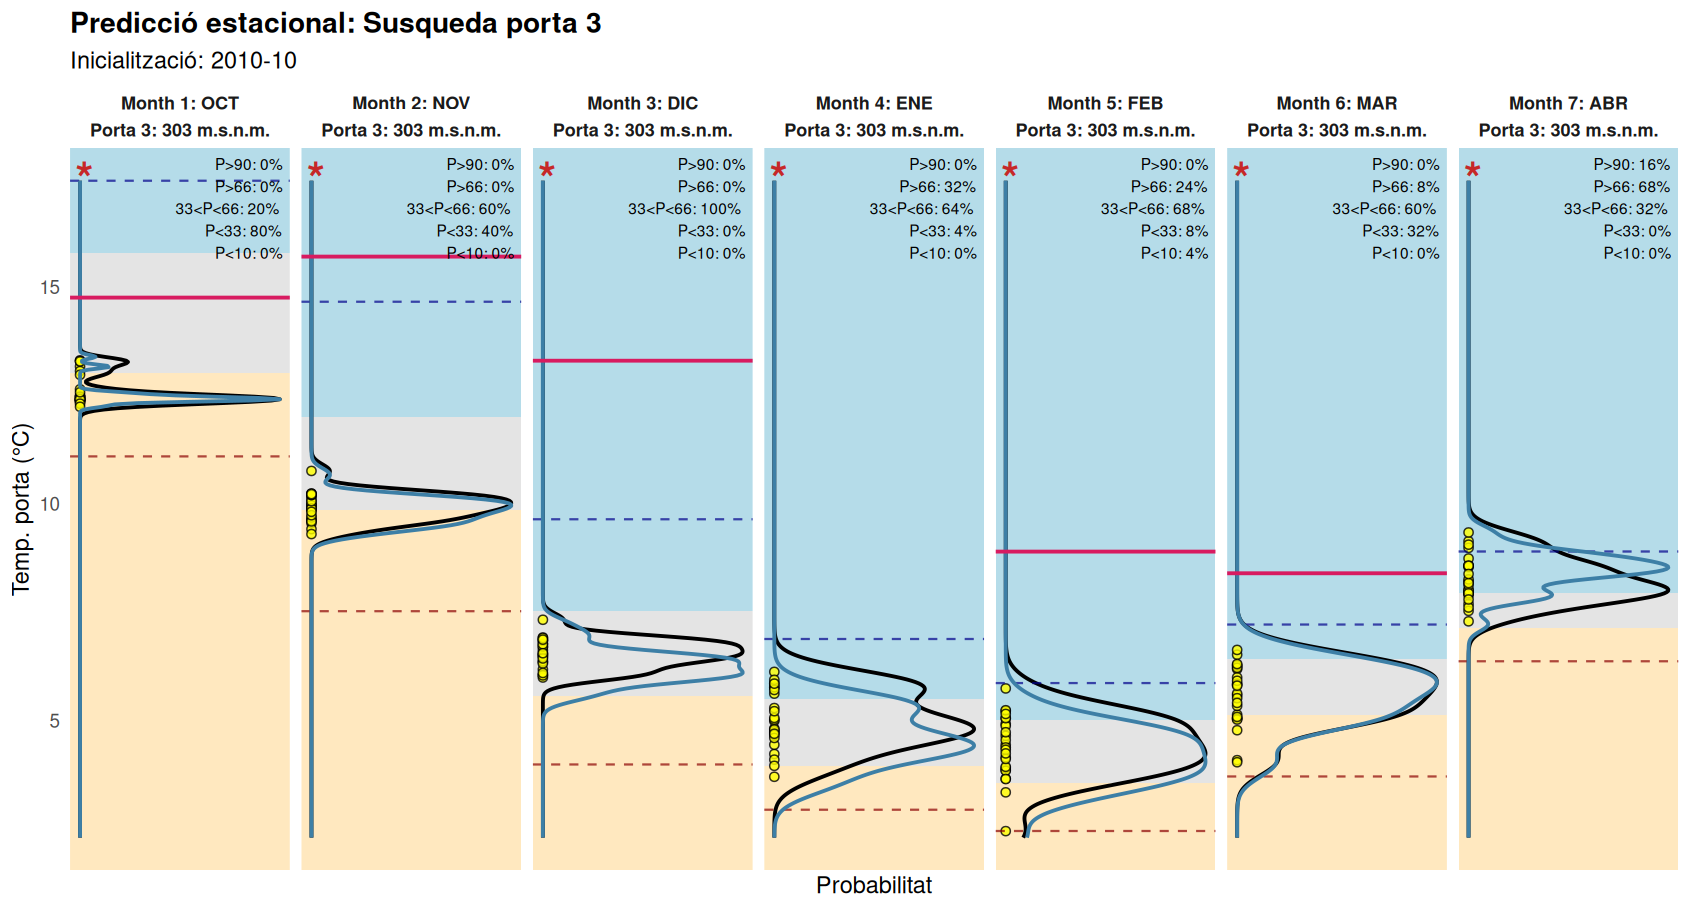 Predicció estacional: Susqueda porta 3
Inicialització: 2010-10
Month 1: OCT
Porta 3: 303 m.s.n.m.
Month 2: NOV
Porta 3: 303 m.s.n.m.
Month 3: DIC
Porta 3: 303 m.s.n.m.
Month 4: ENE
Porta 3: 303 m.s.n.m.
Month 5: FEB
Porta 3: 303 m.s.n.m.
Month 6: MAR
Porta 3: 303 m.s.n.m.
Month 7: ABR
Porta 3: 303 m.s.n.m.
*
P>90: 0%
P>66: 0%
33<P<66: 20%
P<33: 80%
P<10: 0%
*
P>90: 0%
P>66: 0%
33<P<66: 60%
P<33: 40%
P<10: 0%
*
P>90: 0%
P>66: 0%
33<P<66: 100%
P<33: 0%
P<10: 0%
*
P>90: 0%
P>66: 32%
33<P<66: 64%
P<33: 4%
P<10: 0%
*
P>90: 0%
P>66: 24%
33<P<66: 68%
P<33: 8%
P<10: 4%
*
P>90: 0%
P>66: 8%
33<P<66: 60%
P<33: 32%
P<10: 0%
*
P>90: 16%
P>66: 68%
33<P<66: 32%
P<33: 0%
P<10: 0%
15
10
5
Temp. porta (°C)
Probabilitat